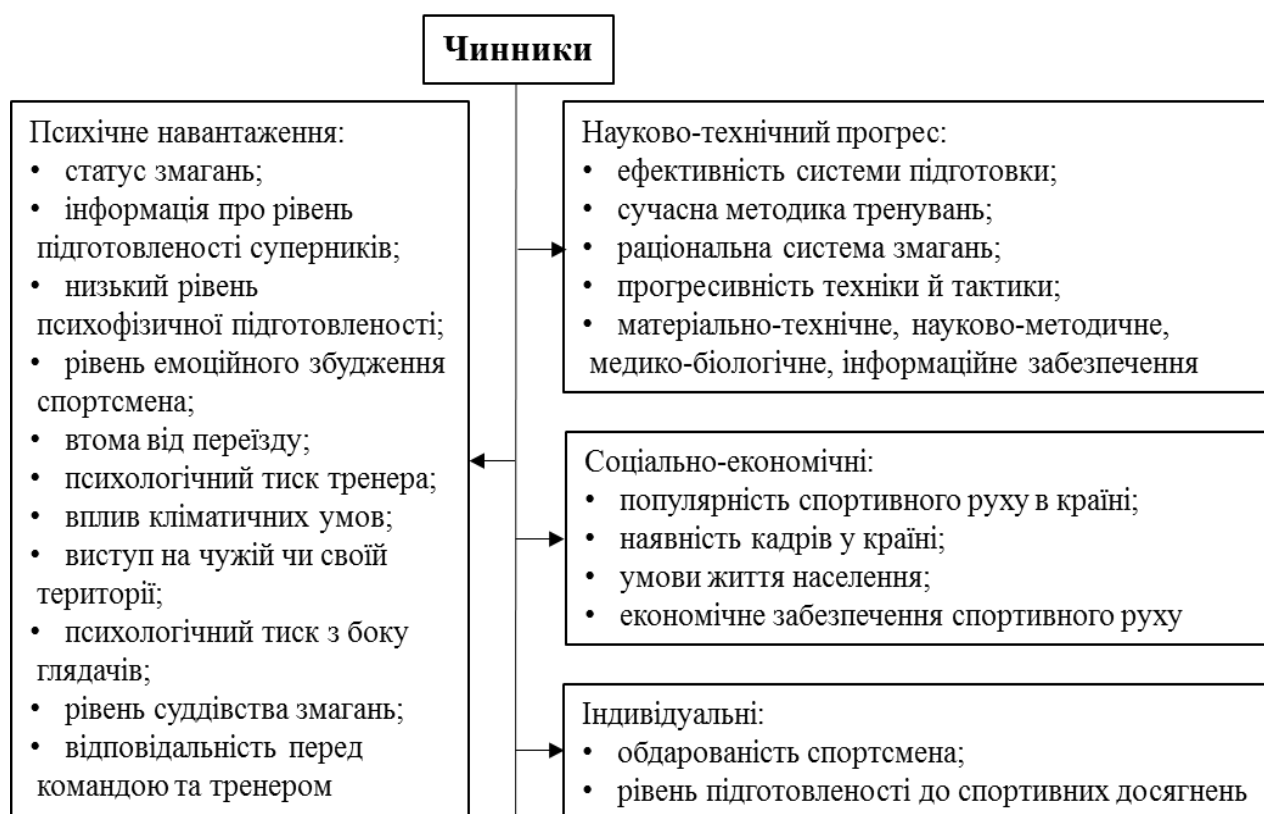 Чинники
Психічне навантаження:
• статус змагань;
• інформація про рівень
підготовленості суперників;
• низький рівень
психофізичної підготовленості;
• рівень емоційного збудження
спортсмена;
• втома від переїзду;
• психологічний тиск тренера;
• вплив кліматичних умов;
• виступ на чужій чи своїй
території;
• психологічний тиск з боку
глядачів;
• рівень суддівства змагань;
• відповідальність перед
командою та тренером
Науково-технічний прогрес:
• ефективність системи підготовки;
• сучасна методика тренувань;
• раціональна система змагань;
• прогресивність техніки й тактики;
• матеріально-технічне, науково-методичне,
медико-біологічне, інформаційне забезпечення
Соціально-економічні:
• популярність спортивного руху в країні;
• наявність кадрів у країні;
• умови життя населення;
• економічне забезпечення спортивного руху
Індивідуальні:
• обдарованість спортсмена;
• рівень підготовленості до спортивних досягнень